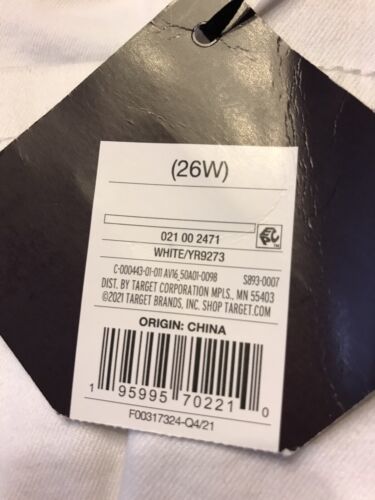 (26W)
021 00 2471
WHITE/YR9273
C-000443-01-011 AV16_50A01-0098 S893-0007
DIST. BY TARGET CORPORATION MPLS., MN 55403
©2021 TARGET BRANDS, INC. SHOP TARGET.COM
ORIGIN: CHINA
1 95995 70221 0
F00317324-Q4/21